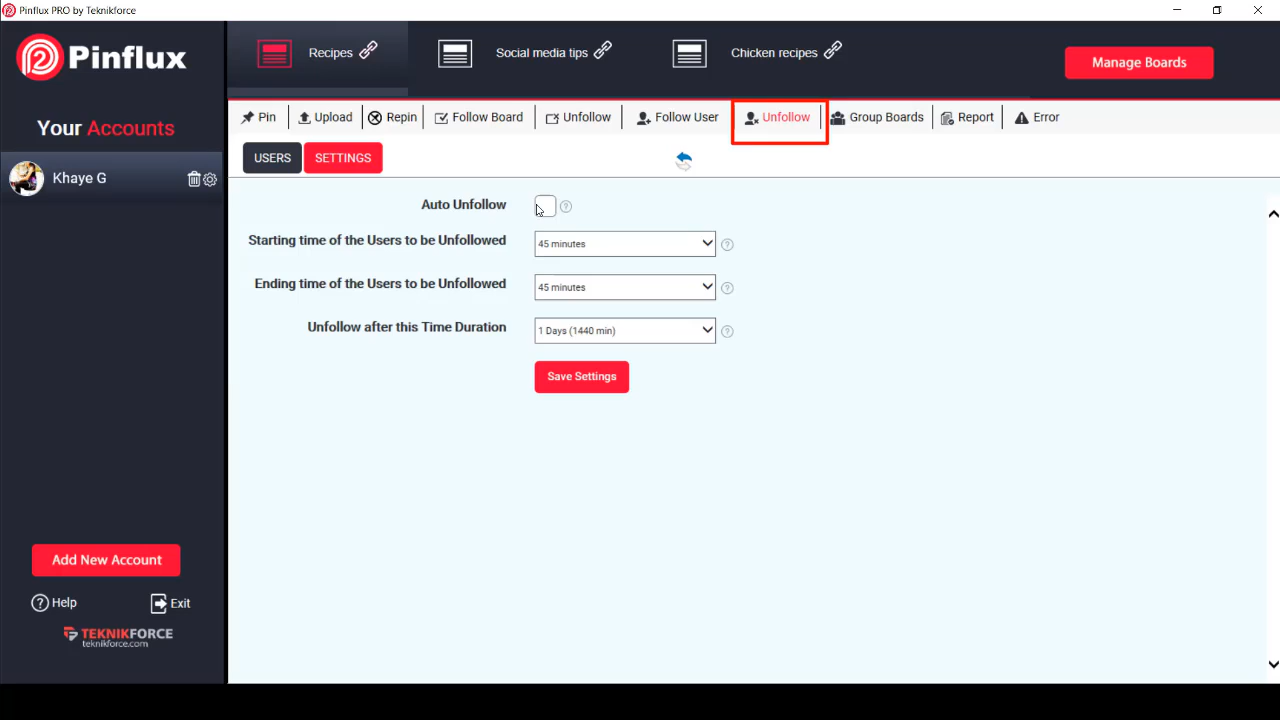 Pinflux PRO by Teknikforce
Pinflux
Recipes
Social media tips
Chicken recipes
Manage Boards
Your Accounts
Khaye G
Pin
Upload
Repin
Follow Board
Unfollow
Follow User
Unfollow
Group Boards
Report
Error
USERS
SETTINGS
Auto Unfollow
?
Starting time of the Users to be Unfollowed
45 minutes
?
Ending time of the Users to be Unfollowed
45 minutes
?
Unfollow after this Time Duration
1 Days (1440 min)
?
Save Settings
Add New Account
? Help
Exit
TEKNIKFORCE
teknikforce.com